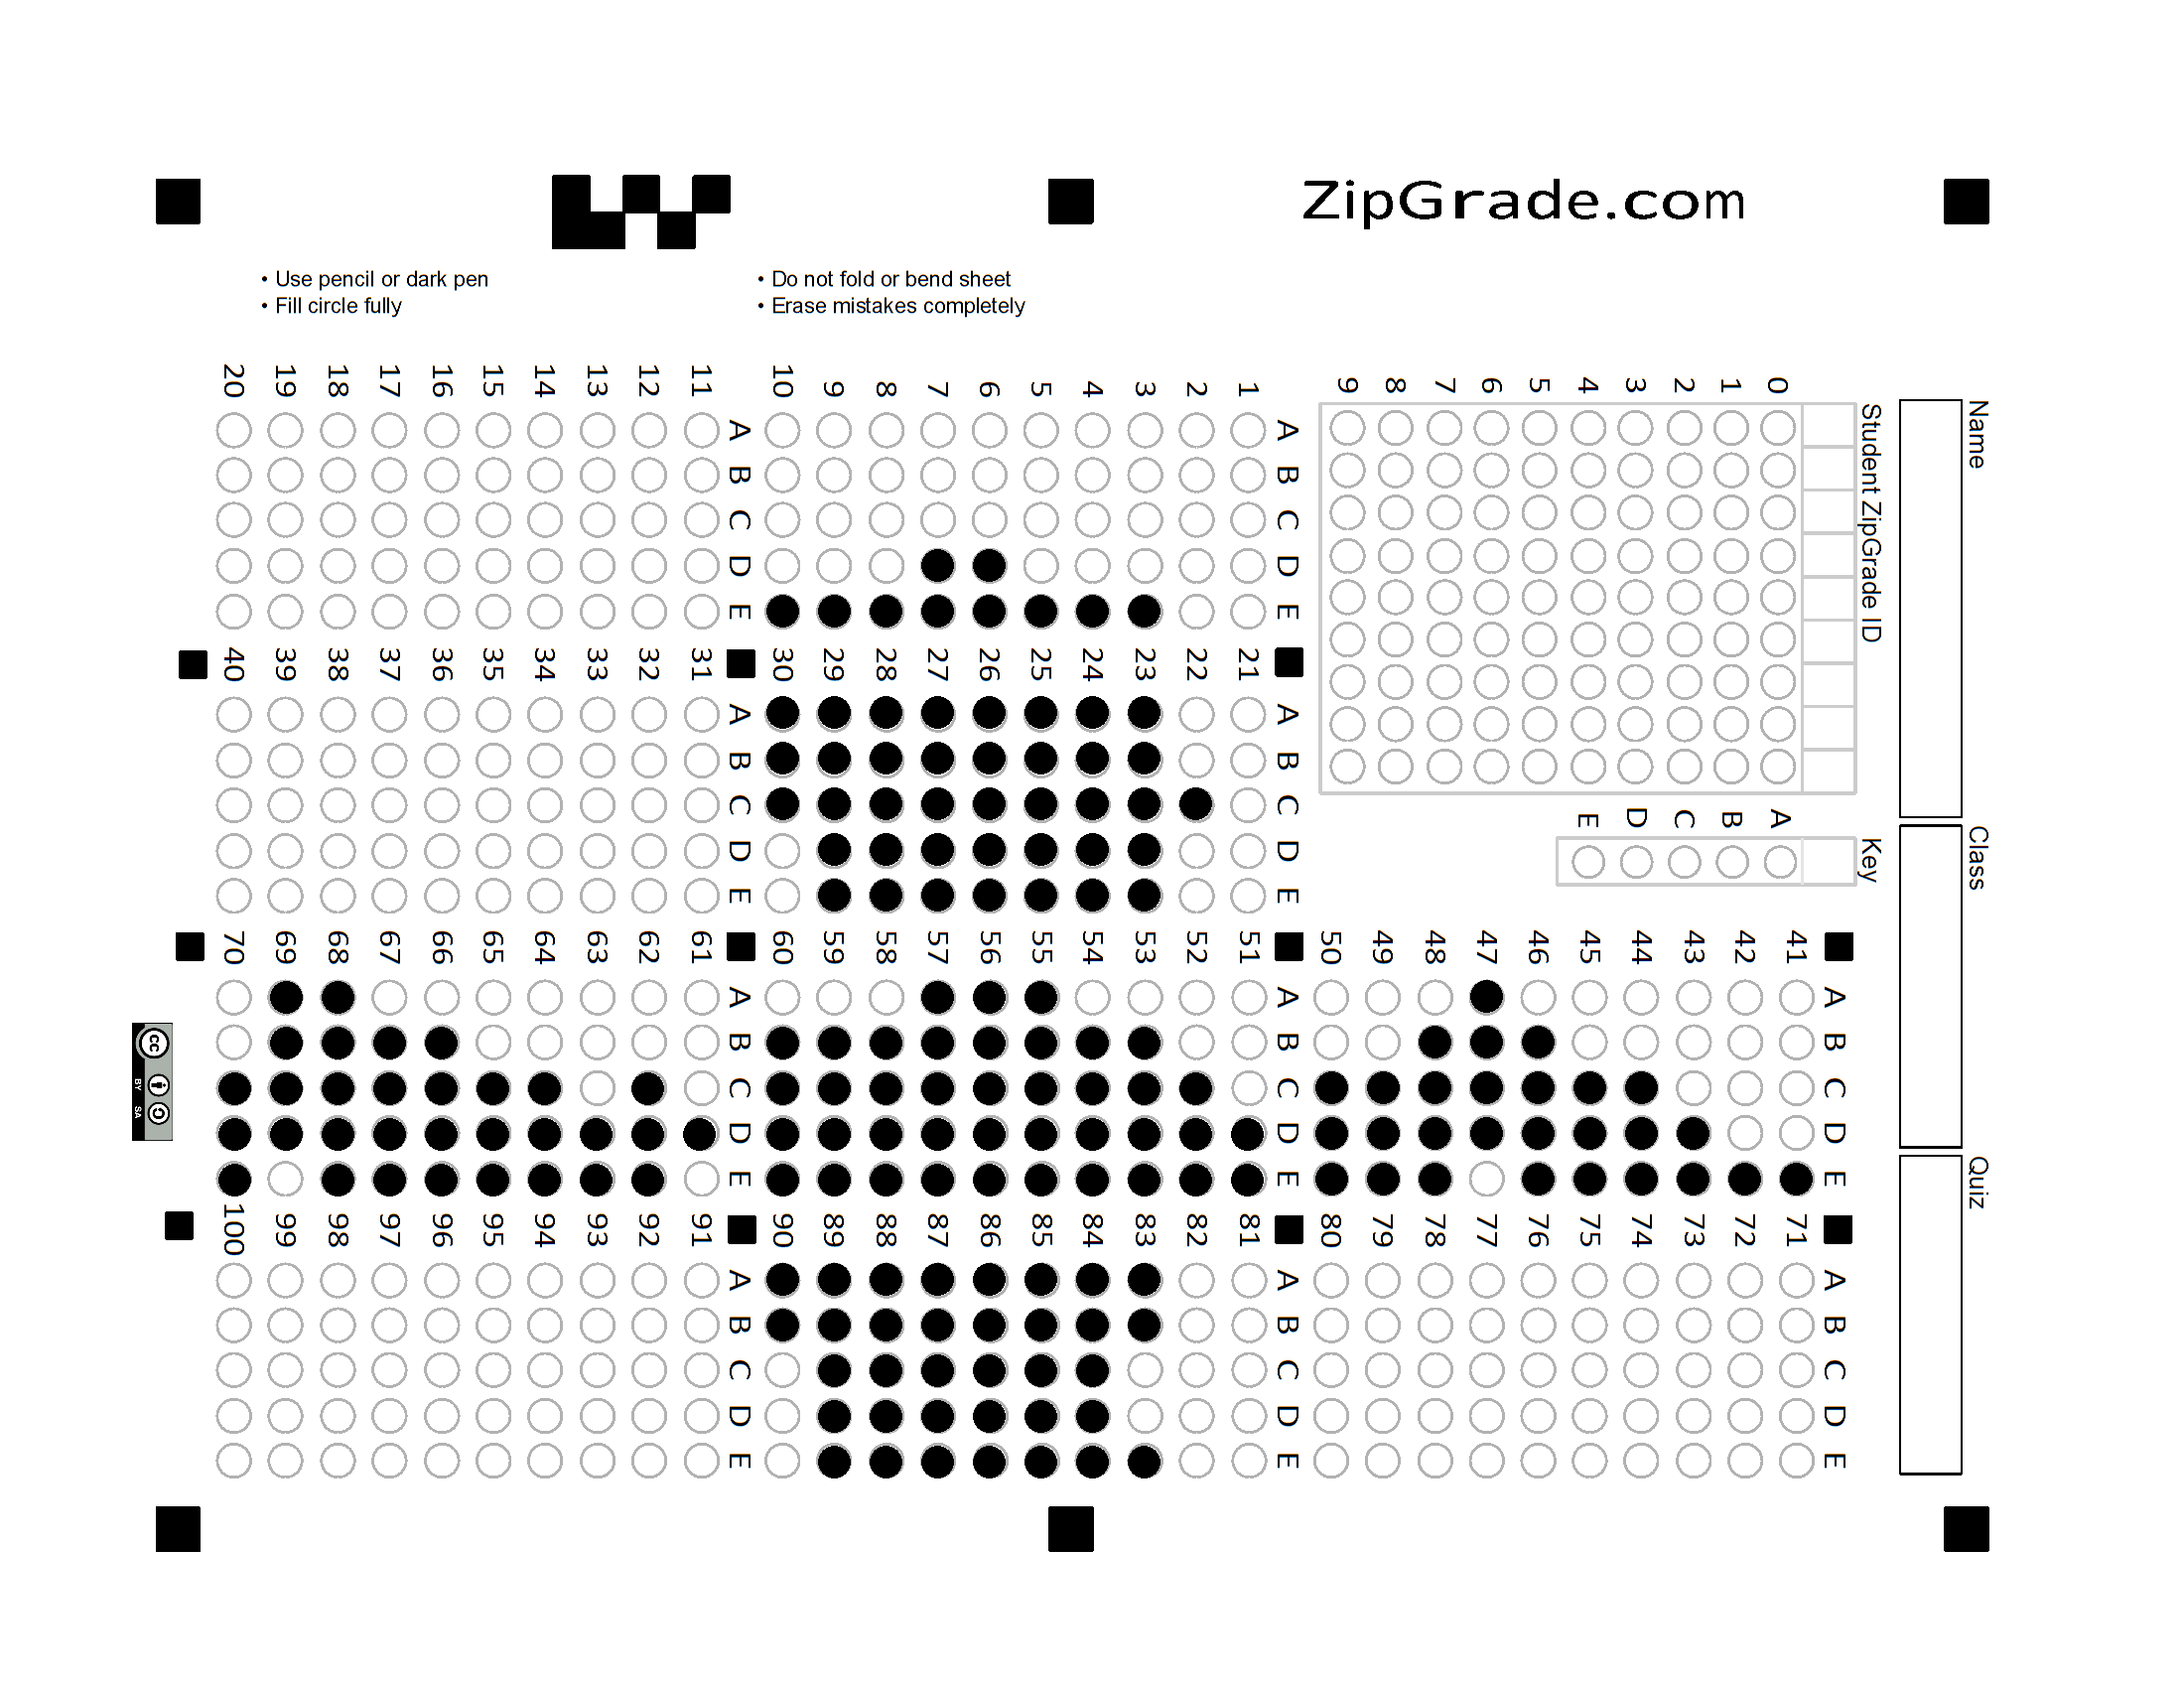 ZipGrade.com
• Use pencil or dark pen
• Fill circle fully
• Do not fold or bend sheet
• Erase mistakes completely
Name Class Quiz
Student ZipGrade ID Key
A B C D E A B C D E
0 A 41 71
1 B 42 72
2 C 43 73
3 D 44 74
4 E 45 75
5 46 76
6 47 77
7 48 78
8 49 79
9 50 80
A B C D E A B C D E A B C D E A B C D E
1 21 51 81
2 22 52 82
3 23 53 83
4 24 54 84
5 25 55 85
6 26 56 86
7 27 57 87
8 28 58 88
9 29 59 89
10 30 60 90
A B C D E A B C D E A B C D E A B C D E
11 31 61 91
12 32 62 92
13 33 63 93
14 34 64 94
15 35 65 95
16 36 66 96
17 37 67 97
18 38 68 98
19 39 69 99
20 40 70 100
cc
BY SA